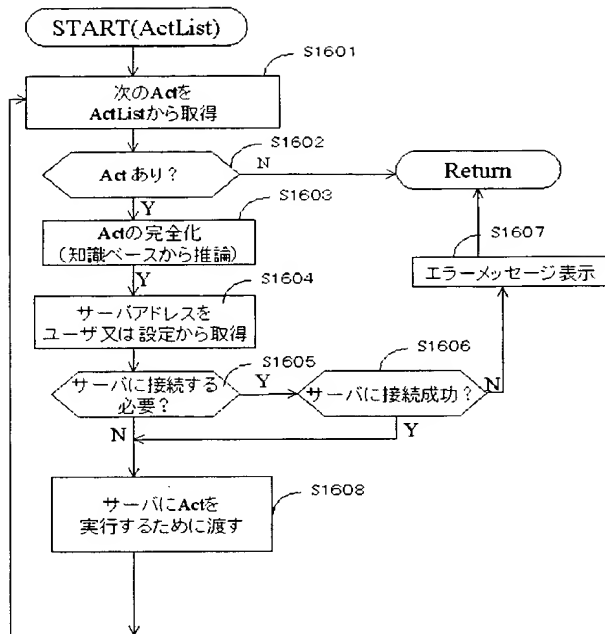 START(ActList)
S1601
次のActを
ActListから取得
S1602
Actあり?
N
Return
Y
S1603
Actの完全化
(知識ベースから推論)
S1607
エラーメッセージ表示
Y
S1604
サーバアドレスを
ユーザ又は設定から取得
S1605
サーバに接続する
必要?
Y
S1606
サーバに接続成功?
N
N
Y
S1608
サーバにActを
実行するために渡す